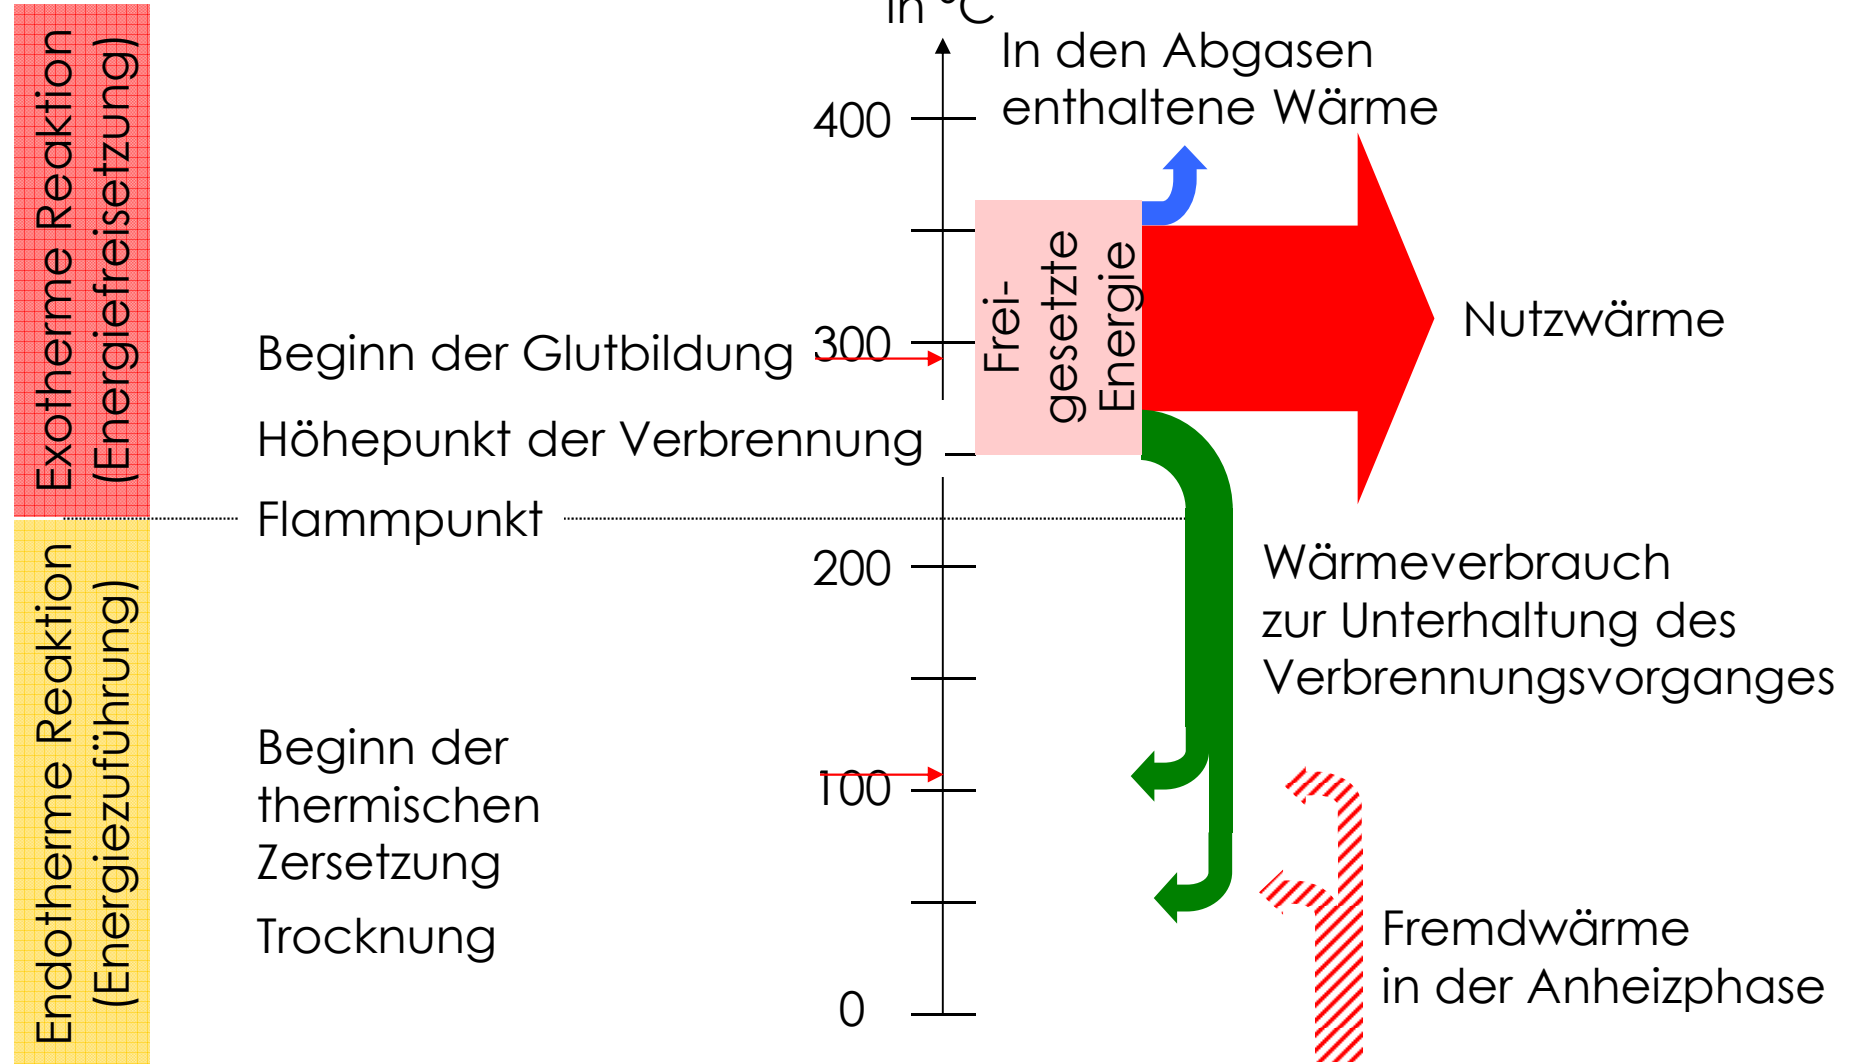 in °C
In den Abgasen
enthaltene Wärme
Exotherme Reaktion
(Energiefreisetzung)
400
Frei-
gesetzte
Energie
Nutzwärme
Beginn der Glutbildung
300
Höhepunkt der Verbrennung
Flammpunkt
Endotherme Reaktion
(Energiezuführung)
200
Wärmeverbrauch
zur Unterhaltung des
Verbrennungsvorganges
Beginn der
thermischen
Zersetzung
100
Trocknung
Fremdwärme
in der Anheizphase
0